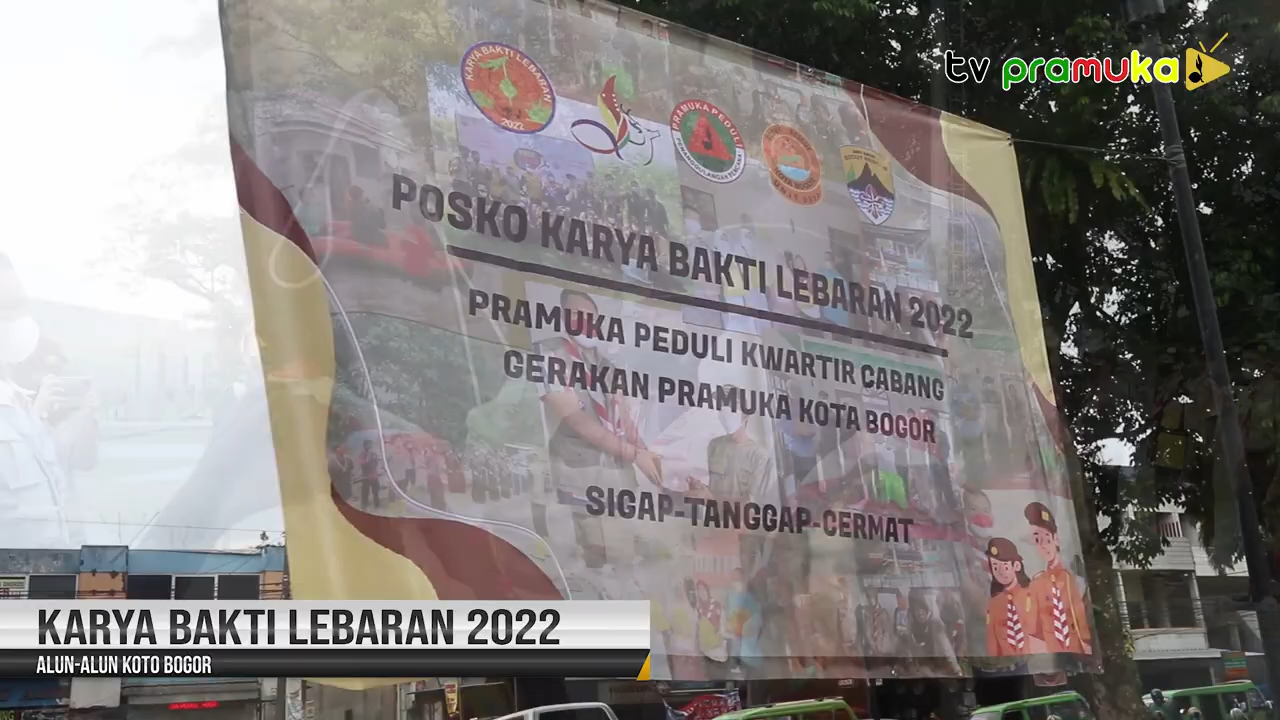 tv pramuka
KARYA BAKTI LEBARAN
2022
PRAMUKA PEDULI
POSKO KARYA BAKTI LEBARAN 2022
PRAMUKA PEDULI KWARTIR CABANG
GERAKAN PRAMUKA KOTA BOGOR
SIGAP-TANGGAP-CERMAT
KARYA BAKTI LEBARAN 2022
ALUN-ALUN KOTO BOGOR